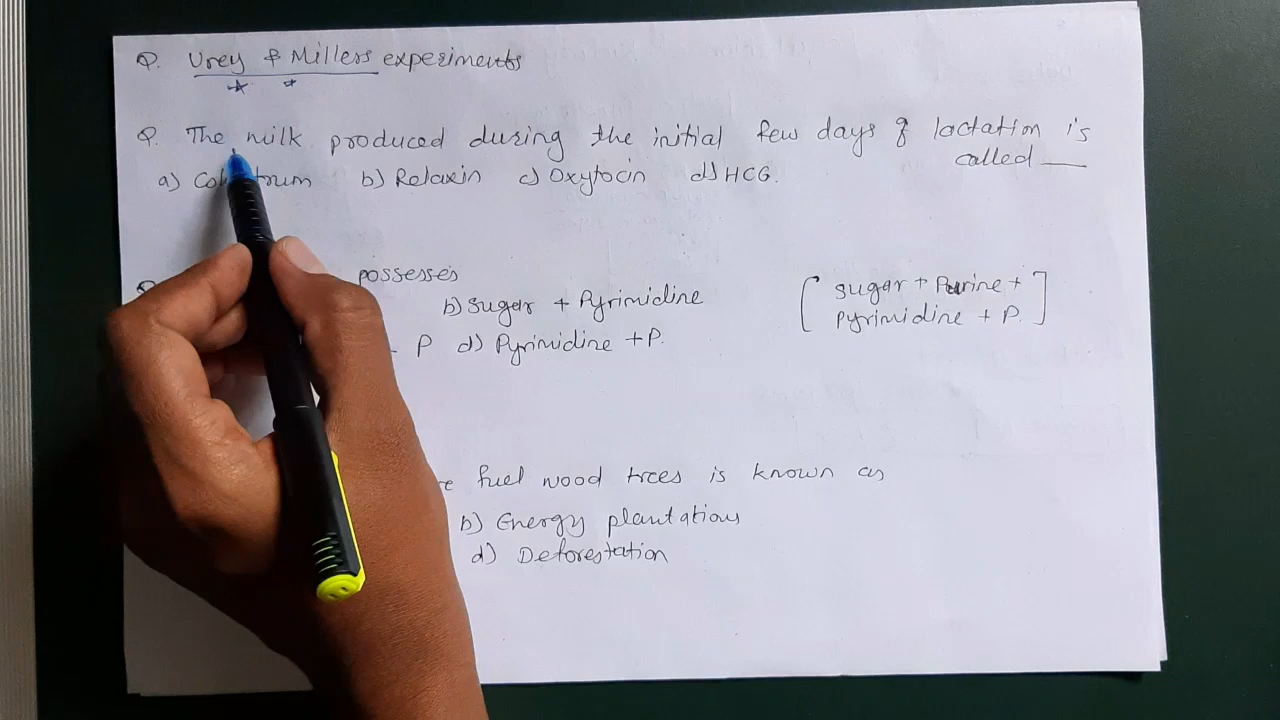 Q. Urey & Millers experiments
Q. The milk produced during the initial few days of lactation is
called ___
a) Colostrum b) Relaxin c) Oxytocin d) HCG.
possesses
b) Sugar + Pyrimidine
P d) Pyrimidine + P.
[sugar + Purine +
pyrimidine + P.]
fuel wood trees is known as
b) Energy plantations
d) Deforestation